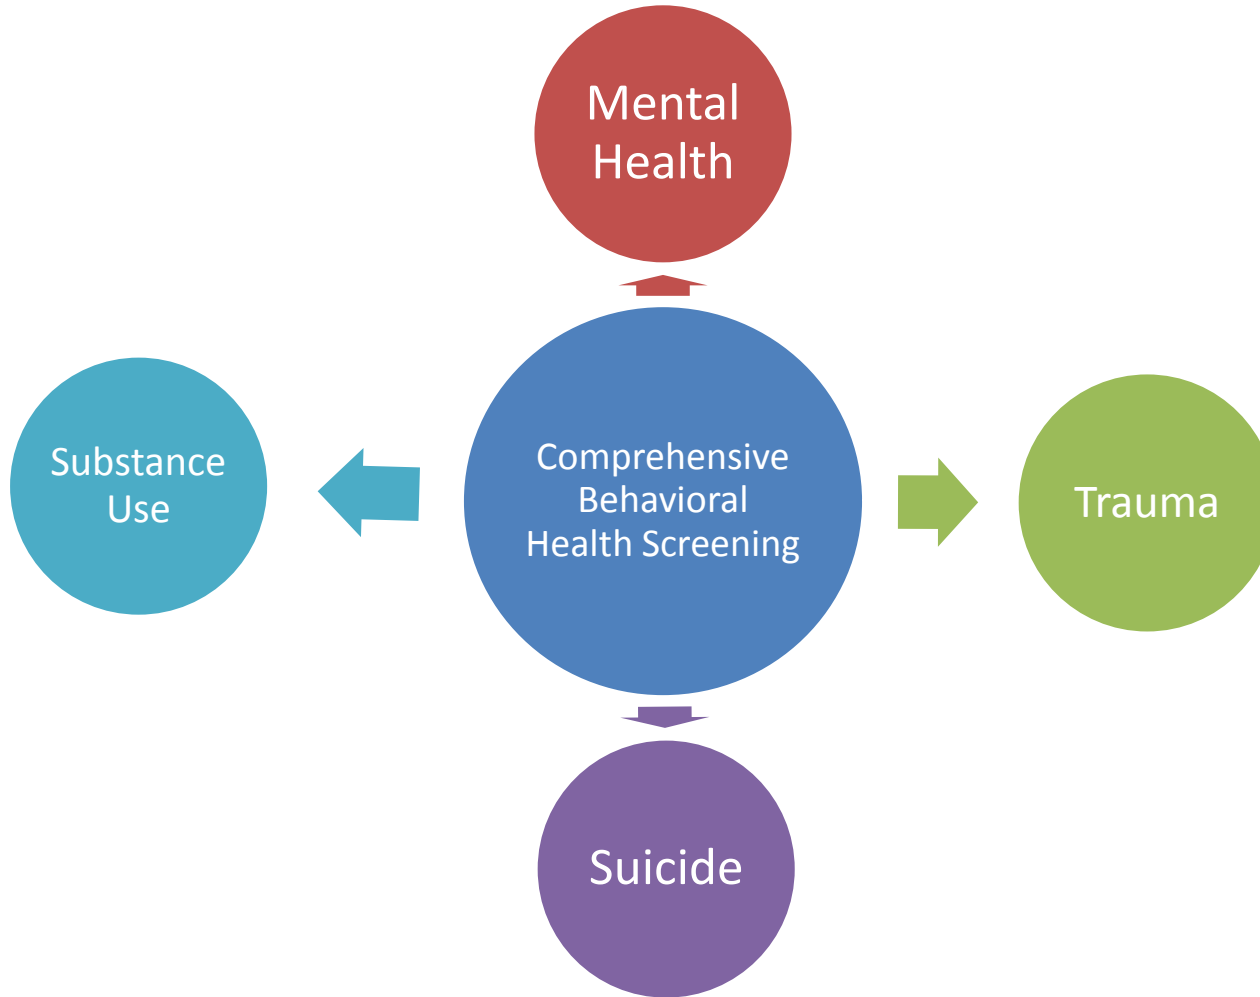 Mental
Health
Substance
Use
Comprehensive
Behavioral
Health Screening
Trauma
Suicide